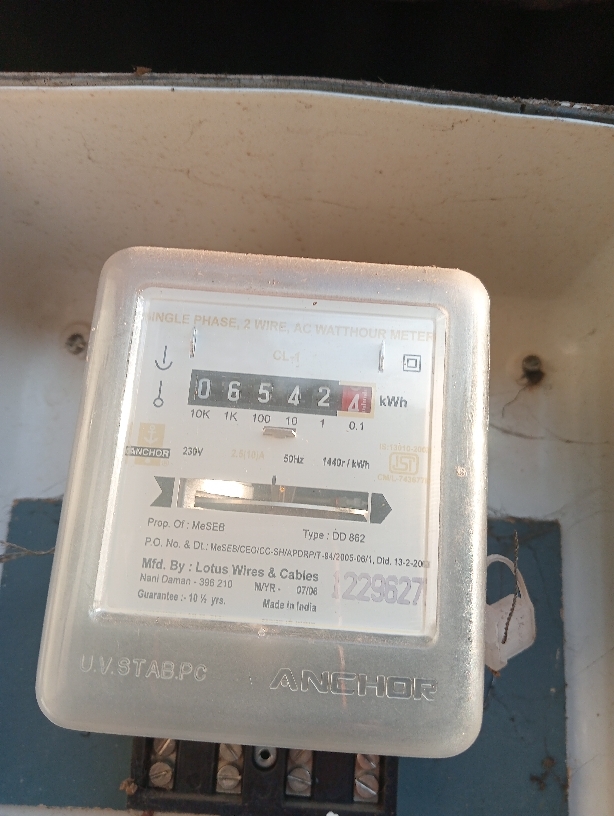 SINGLE PHASE, 2 WIRE, AC WATTHOUR METER
CL-1
0 6 5 4 2 4 kWh
10K 1K 100 10 1 0.1
ANCHOR
230V 50Hz 1440r / kWh
Prop. Of : MeSEB
Type : DD 862
P.O. No. & Dt.: MeSEB/CEO/CC-SH/APDRP/T-84/2005-06/1, Dtd. 13-2-20
Mfd. By : Lotus Wires & Cables
Nani Daman - 396 210 M/YR - 07/06
Guarantee :- 10 ½ yrs. Made in India
1229627
U.V.STAB.PC
ANCHOR